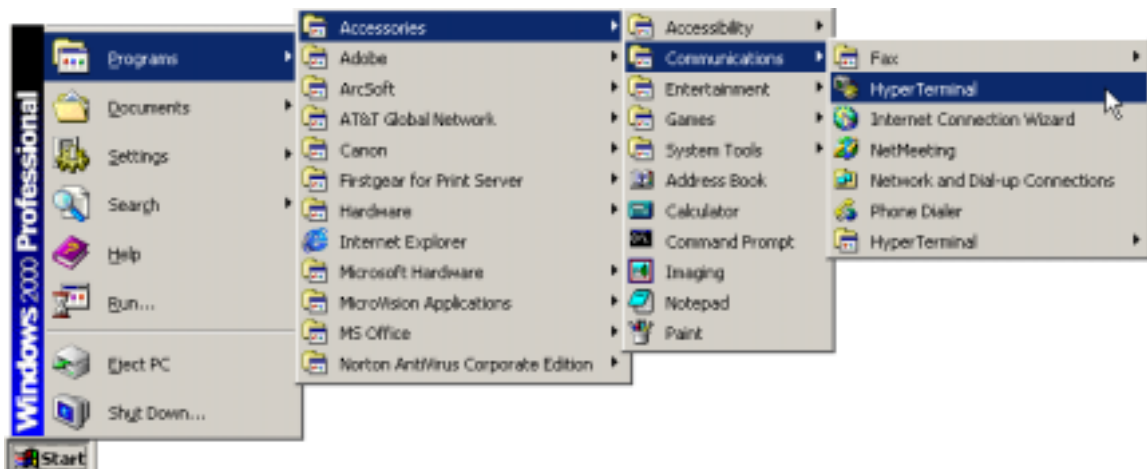 Windows 2000 Professional
Programs
Documents
Settings
Search
Help
Run...
Eject PC
Shut Down...
Start
Accessories
Adobe
ArcSoft
AT&T Global Network
Canon
Firstgear for Print Server
Hardware
Internet Explorer
Microsoft Hardware
MicroVision Applications
MS Office
Norton AntiVirus Corporate Edition
Accessibility
Communications
Entertainment
Games
System Tools
Address Book
Calculator
Command Prompt
Imaging
Notepad
Paint
Fax
HyperTerminal
Internet Connection Wizard
NetMeeting
Network and Dial-up Connections
Phone Dialer
HyperTerminal